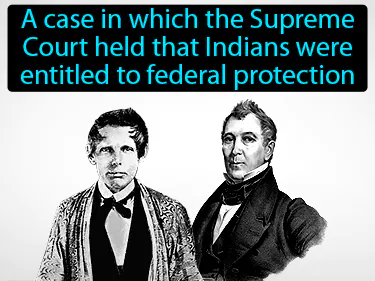 A case in which the Supreme
Court held that Indians were
entitled to federal protection